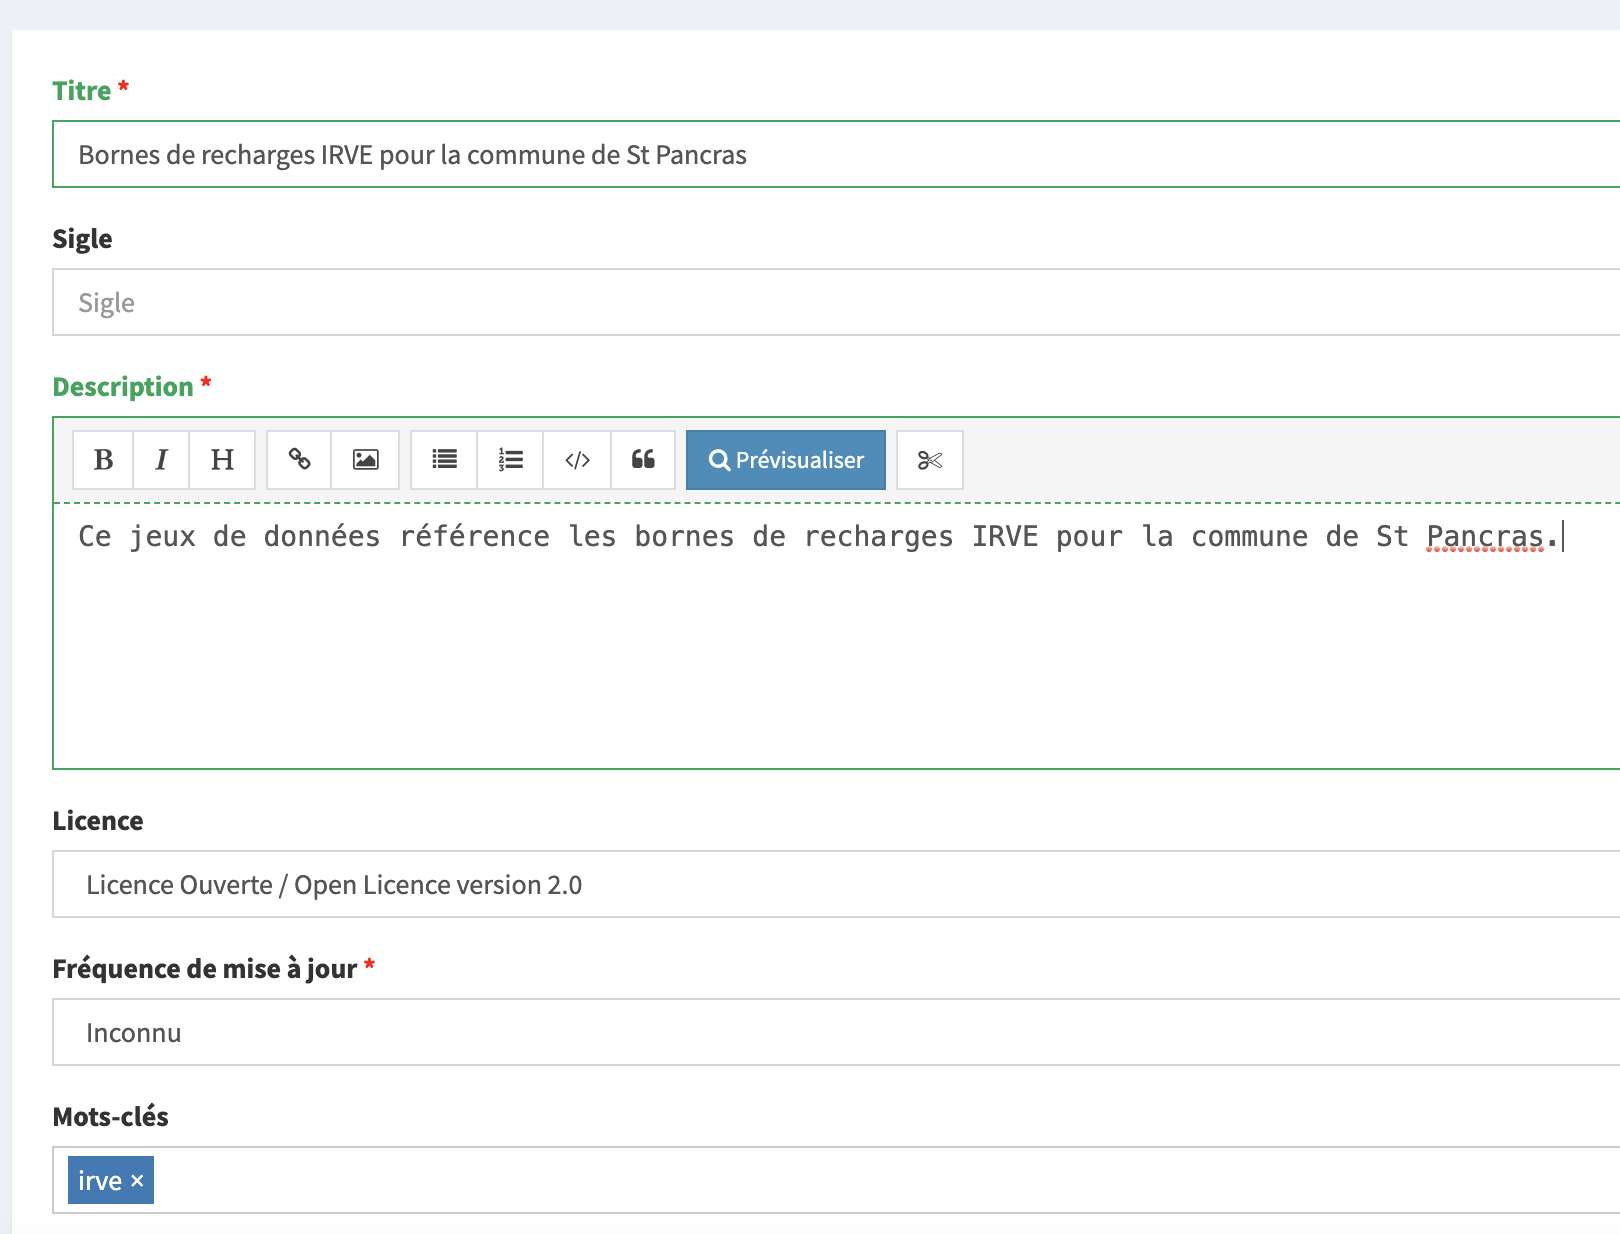 Titre *
Bornes de recharges IRVE pour la commune de St Pancras
Sigle
Sigle
Description *
B I H </> Prévisualiser
Ce jeux de données référence les bornes de recharges IRVE pour la commune de St Pancras.
Licence
Licence Ouverte / Open Licence version 2.0
Fréquence de mise à jour *
Inconnu
Mots-clés
irve ×